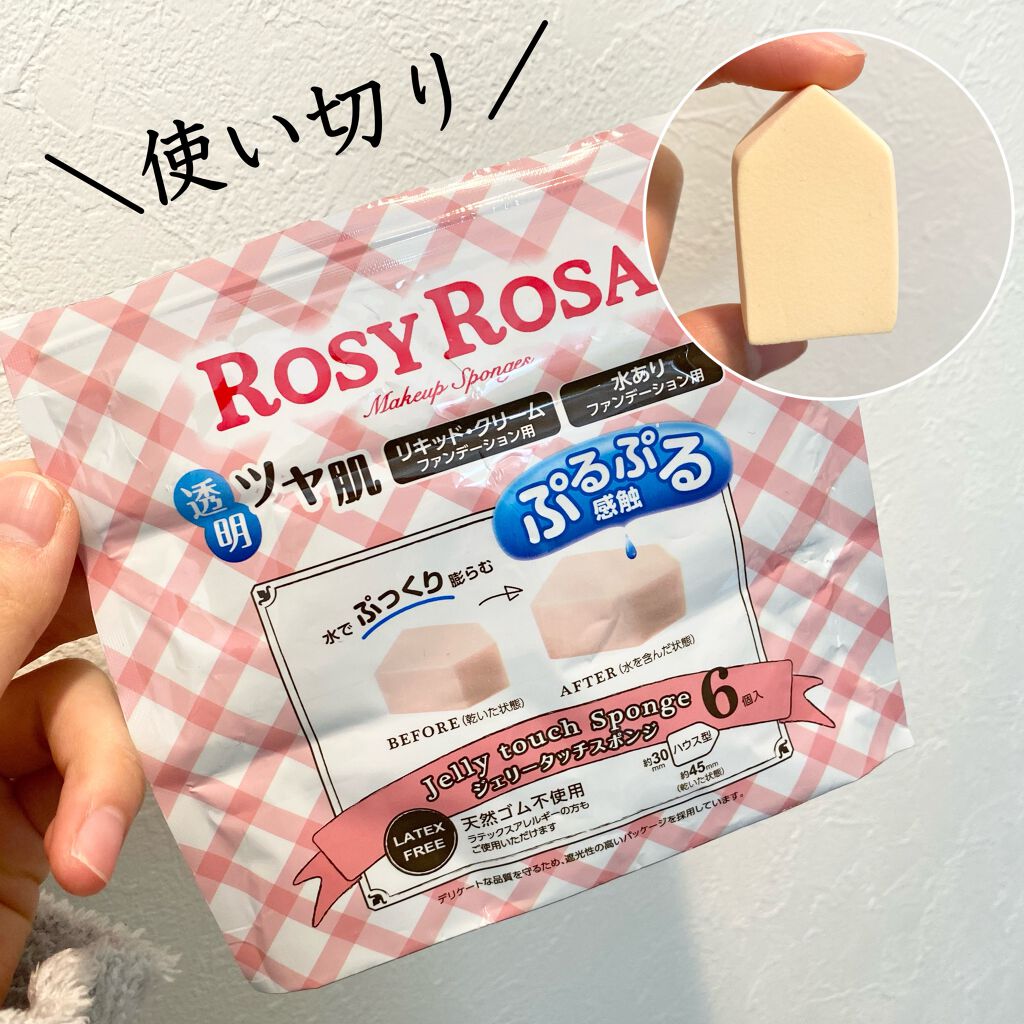 \使い切り/
ROSY ROSA
Makeup Sponges
透明
ツヤ肌
リキッド・クリーム
ファンデーション用
水あり
ファンデーション用
ぷるぷる
感触
水でぷっくり膨らむ
BEFORE(乾いた状態)
AFTER(水を含んだ状態)
Jelly touch Sponge
ジェリータッチスポンジ
6個入
約30mm
ハウス型
約45mm
(乾いた状態)
LATEX
FREE
天然ゴム不使用
ラテックスアレルギーの方も
ご使用いただけます
デリケートな品質を守るため、遮光性の高いパッケージを採用しています。